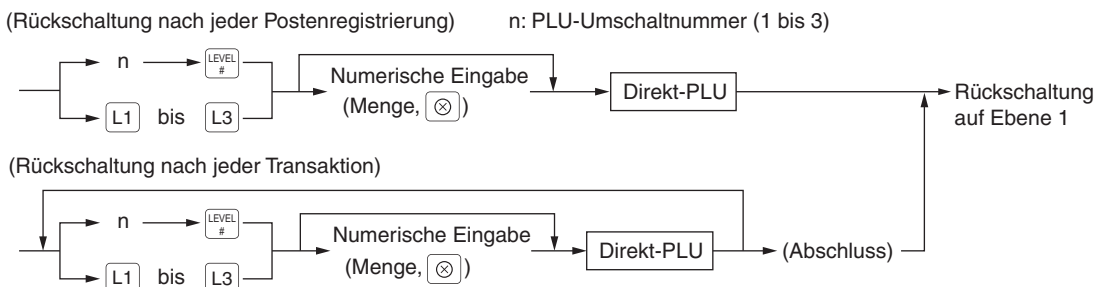 (Rückschaltung nach jeder Postenregistrierung) n: PLU-Umschaltnummer (1 bis 3)
n LEVEL #
Numerische Eingabe
(Menge, ⊗)
L1 bis L3
Direkt-PLU
Rückschaltung
auf Ebene 1
(Rückschaltung nach jeder Transaktion)
n LEVEL #
Numerische Eingabe
(Menge, ⊗)
L1 bis L3
Direkt-PLU
(Abschluss)